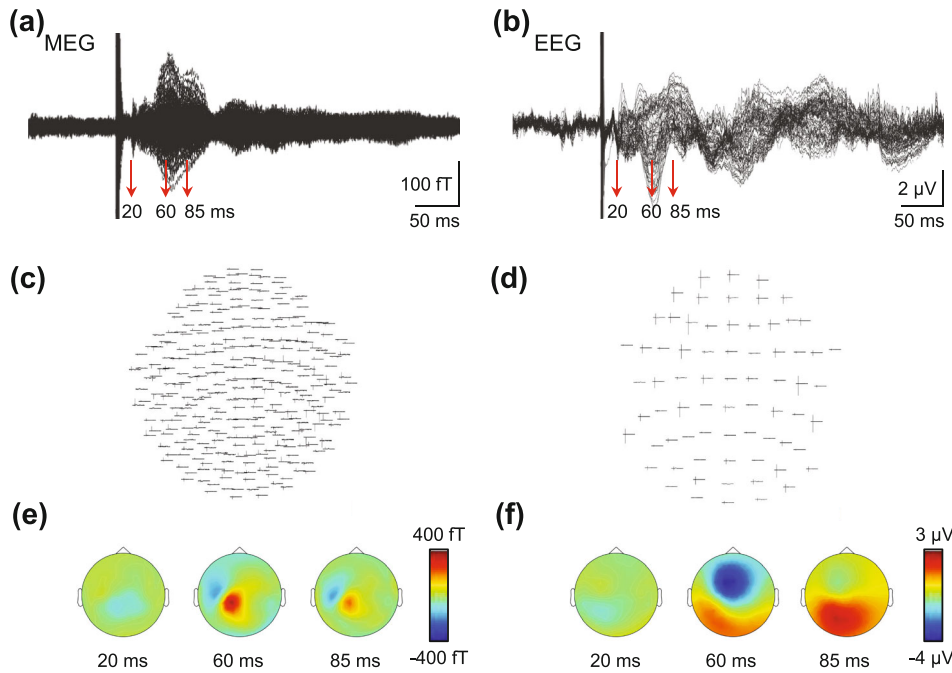 (a)
MEG
20
60
85 ms
100 fT
50 ms
(b)
EEG
20
60
85 ms
2 µV
50 ms
(c)
(d)
(e)
20 ms
60 ms
85 ms
400 fT
-400 fT
(f)
20 ms
60 ms
85 ms
3 µV
-4 µV